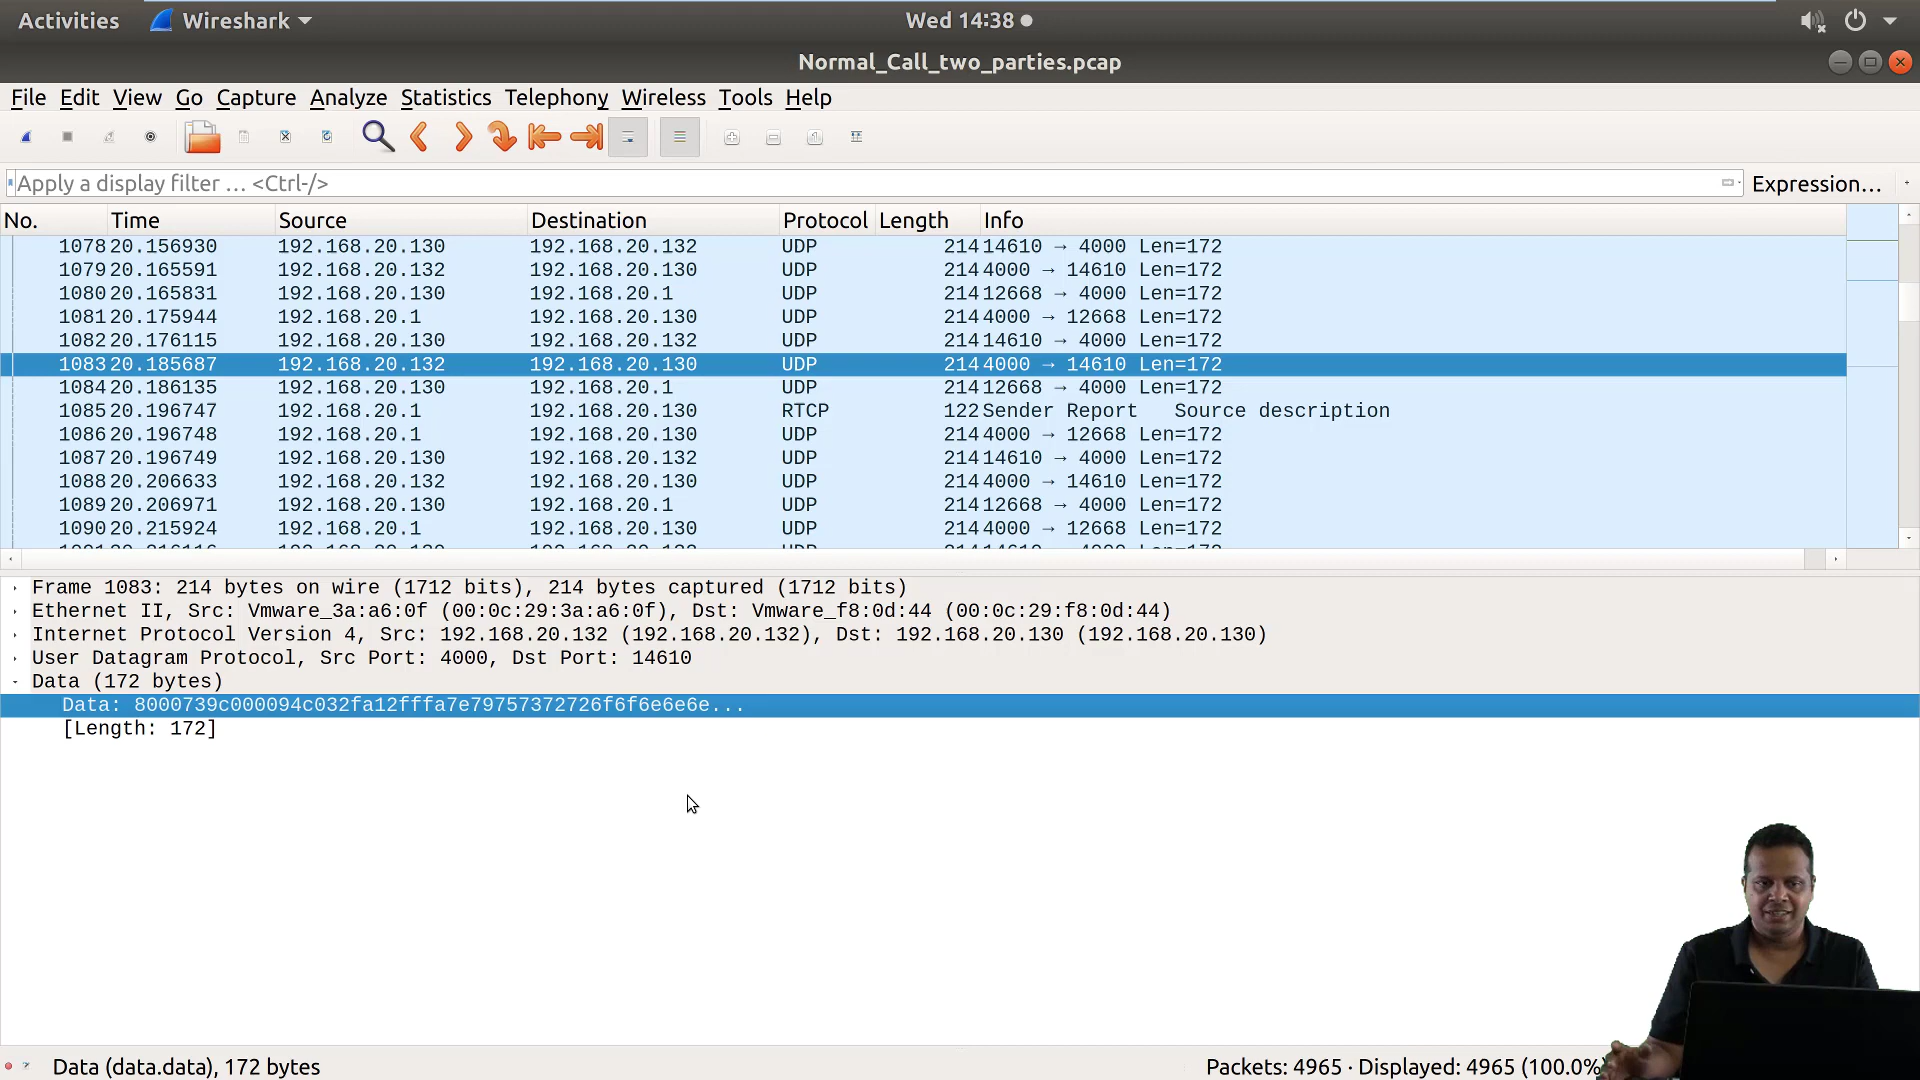 Activities Wireshark Wed 14:38
Normal_Call_two_parties.pcap
File Edit View Go Capture Analyze Statistics Telephony Wireless Tools Help
Apply a display filter … <Ctrl-/> Expression… +
No. Time Source Destination Protocol Length Info
1078 20.156930 192.168.20.130 192.168.20.132 UDP 214 14610 → 4000 Len=172
1079 20.165591 192.168.20.132 192.168.20.130 UDP 214 4000 → 14610 Len=172
1080 20.165831 192.168.20.130 192.168.20.1 UDP 214 12668 → 4000 Len=172
1081 20.175944 192.168.20.1 192.168.20.130 UDP 214 4000 → 12668 Len=172
1082 20.176115 192.168.20.130 192.168.20.132 UDP 214 14610 → 4000 Len=172
1083 20.185687 192.168.20.132 192.168.20.130 UDP 214 4000 → 14610 Len=172
1084 20.186135 192.168.20.130 192.168.20.1 UDP 214 12668 → 4000 Len=172
1085 20.196747 192.168.20.1 192.168.20.130 RTCP 122 Sender Report Source description
1086 20.196748 192.168.20.1 192.168.20.130 UDP 214 4000 → 12668 Len=172
1087 20.196749 192.168.20.130 192.168.20.132 UDP 214 14610 → 4000 Len=172
1088 20.206633 192.168.20.132 192.168.20.130 UDP 214 4000 → 14610 Len=172
1089 20.206971 192.168.20.130 192.168.20.1 UDP 214 12668 → 4000 Len=172
1090 20.215924 192.168.20.1 192.168.20.130 UDP 214 4000 → 12668 Len=172
Frame 1083: 214 bytes on wire (1712 bits), 214 bytes captured (1712 bits)
Ethernet II, Src: Vmware_3a:a6:0f (00:0c:29:3a:a6:0f), Dst: Vmware_f8:0d:44 (00:0c:29:f8:0d:44)
Internet Protocol Version 4, Src: 192.168.20.132 (192.168.20.132), Dst: 192.168.20.130 (192.168.20.130)
User Datagram Protocol, Src Port: 4000, Dst Port: 14610
Data (172 bytes)
Data: 8000739c000094c032fa12fffa7e79757372726f6f6e6e6e...
[Length: 172]
Data (data.data), 172 bytes Packets: 4965 · Displayed: 4965 (100.0%)